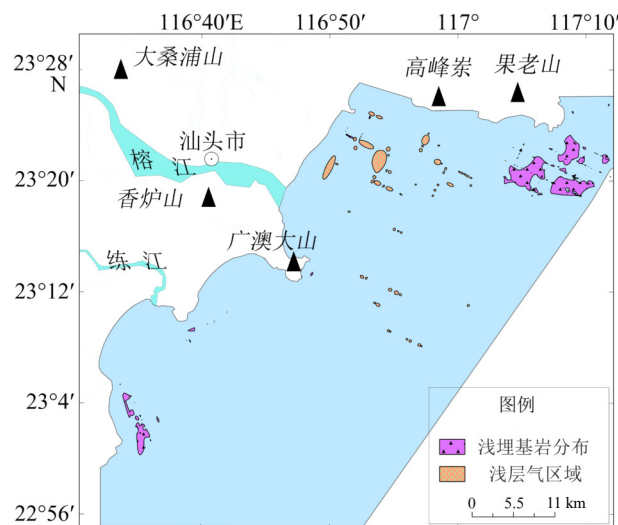 116°40′E 116°50′ 117° 117°10′
23°28′
N
大桑浦山
高峰岽
果老山
汕头市
榕 江
23°20′
香炉山
广澳大山
练 江
23°12′
23°4′
22°56′
图例
浅埋基岩分布
浅层气区域
0 5.5 11 km